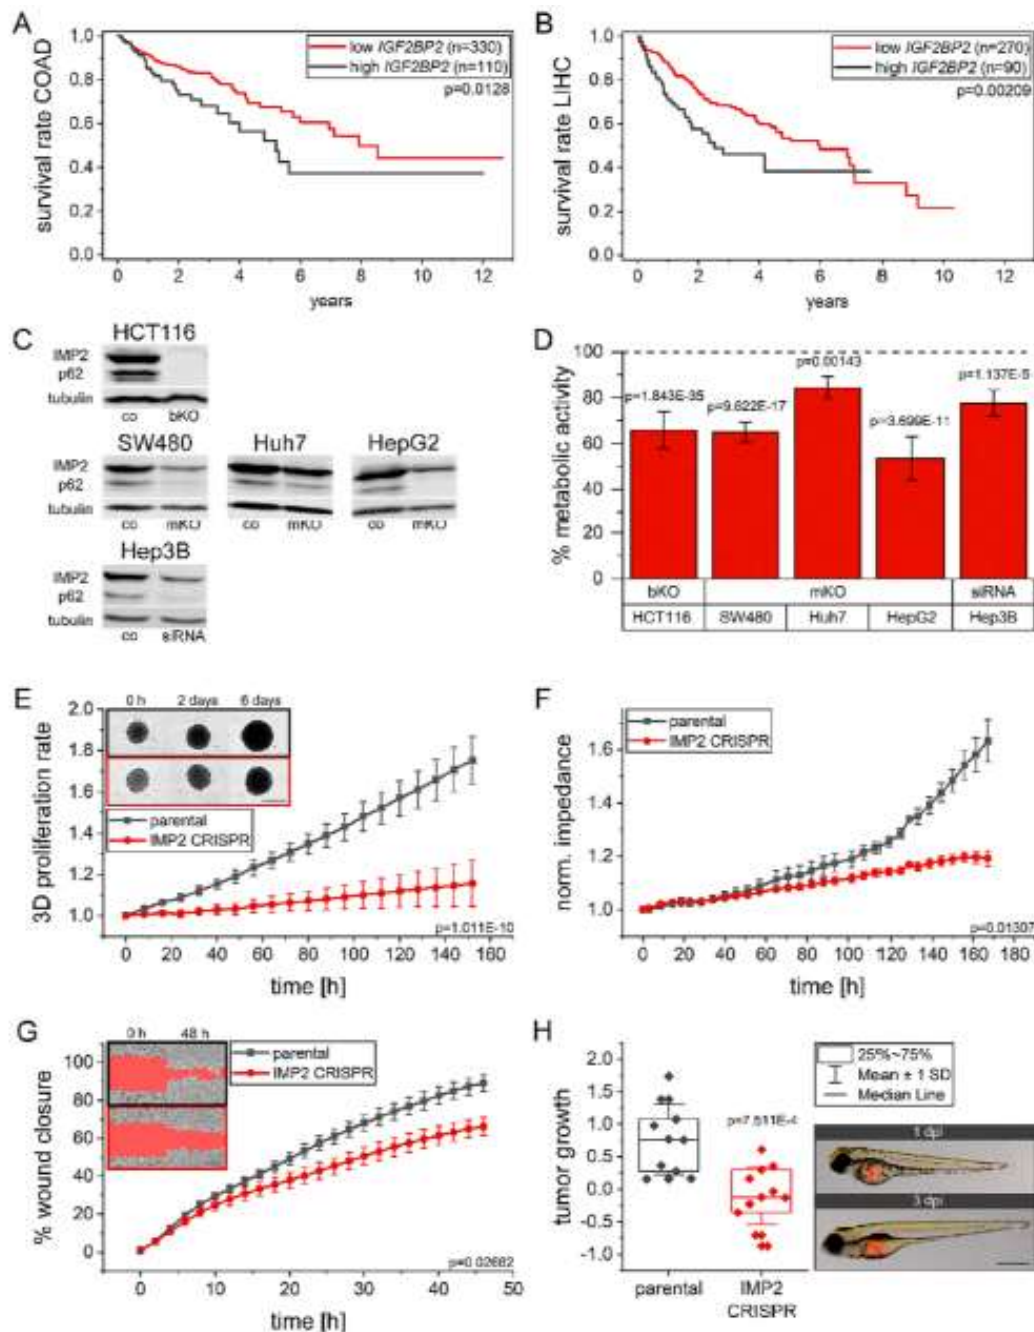 A
survival rate COAD
1.0
0.8
0.6
0.4
0.2
0.0
low IGF2BP2 (n=330)
high IGF2BP2 (n=110)
p=0.0128
0 2 4 6 8 10 12
years
B
survival rate LIHC
1.0
0.8
0.6
0.4
0.2
0.0
low IGF2BP2 (n=270)
high IGF2BP2 (n=90)
p=0.00209
0 2 4 6 8 10 12
years
C
HCT116
IMP2
p62
tubulin
co bKO
SW480 Huh7 HepG2
IMP2
p62
tubulin
co mKO co mKO co mKO
Hep3B
IMP2
p62
tubulin
co siRNA
D
% metabolic activity
100
80
60
40
20
0
p=1.843E-35
p=9.622E-17
p=0.00143
p=3.699E-11
p=1.137E-5
bKO mKO siRNA
HCT116 SW480 Huh7 HepG2 Hep3B
E
3D proliferation rate
2.0
1.8
1.6
1.4
1.2
1.0
0 h 2 days 6 days
parental
IMP2 CRISPR
p=1.011E-10
0 20 40 60 80 100 120 140 160
time [h]
F
norm. impedance
1.6
1.4
1.2
1.0
parental
IMP2 CRISPR
p=0.01307
0 20 40 60 80 100 120 140 160 180
time [h]
G
% wound closure
100
80
60
40
20
0
0 h 48 h
parental
IMP2 CRISPR
p=0.02682
0 10 20 30 40 50
time [h]
H
tumor growth
2.0
1.5
1.0
0.5
0.0
-0.5
-1.0
p=7.511E-4
parental IMP2
CRISPR
25%~75%
Mean ± 1 SD
Median Line
1 dpi
3 dpi